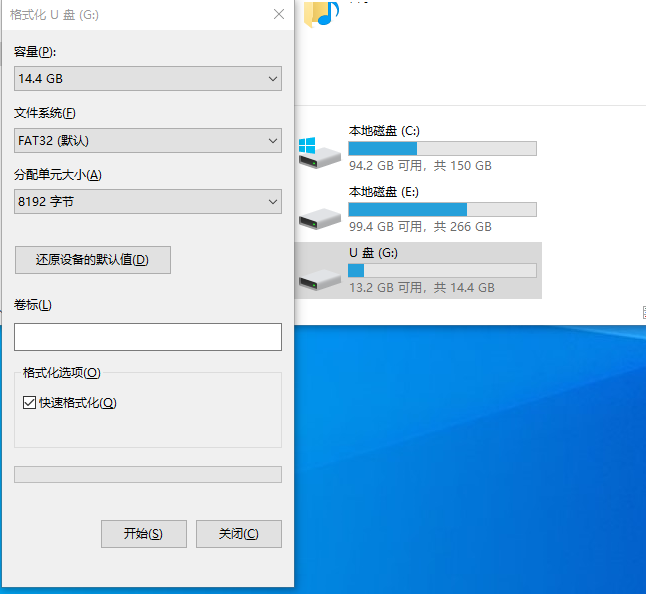 格式化 U 盘 (G:)
容量(P):
14.4 GB
文件系统(F)
FAT32 (默认)
分配单元大小(A)
8192 字节
还原设备的默认值(D)
卷标(L)
格式化选项(O)
快速格式化(Q)
开始(S)
关闭(C)
本地磁盘 (C:)
94.2 GB 可用，共 150 GB
本地磁盘 (E:)
99.4 GB 可用，共 266 GB
U 盘 (G:)
13.2 GB 可用，共 14.4 GB